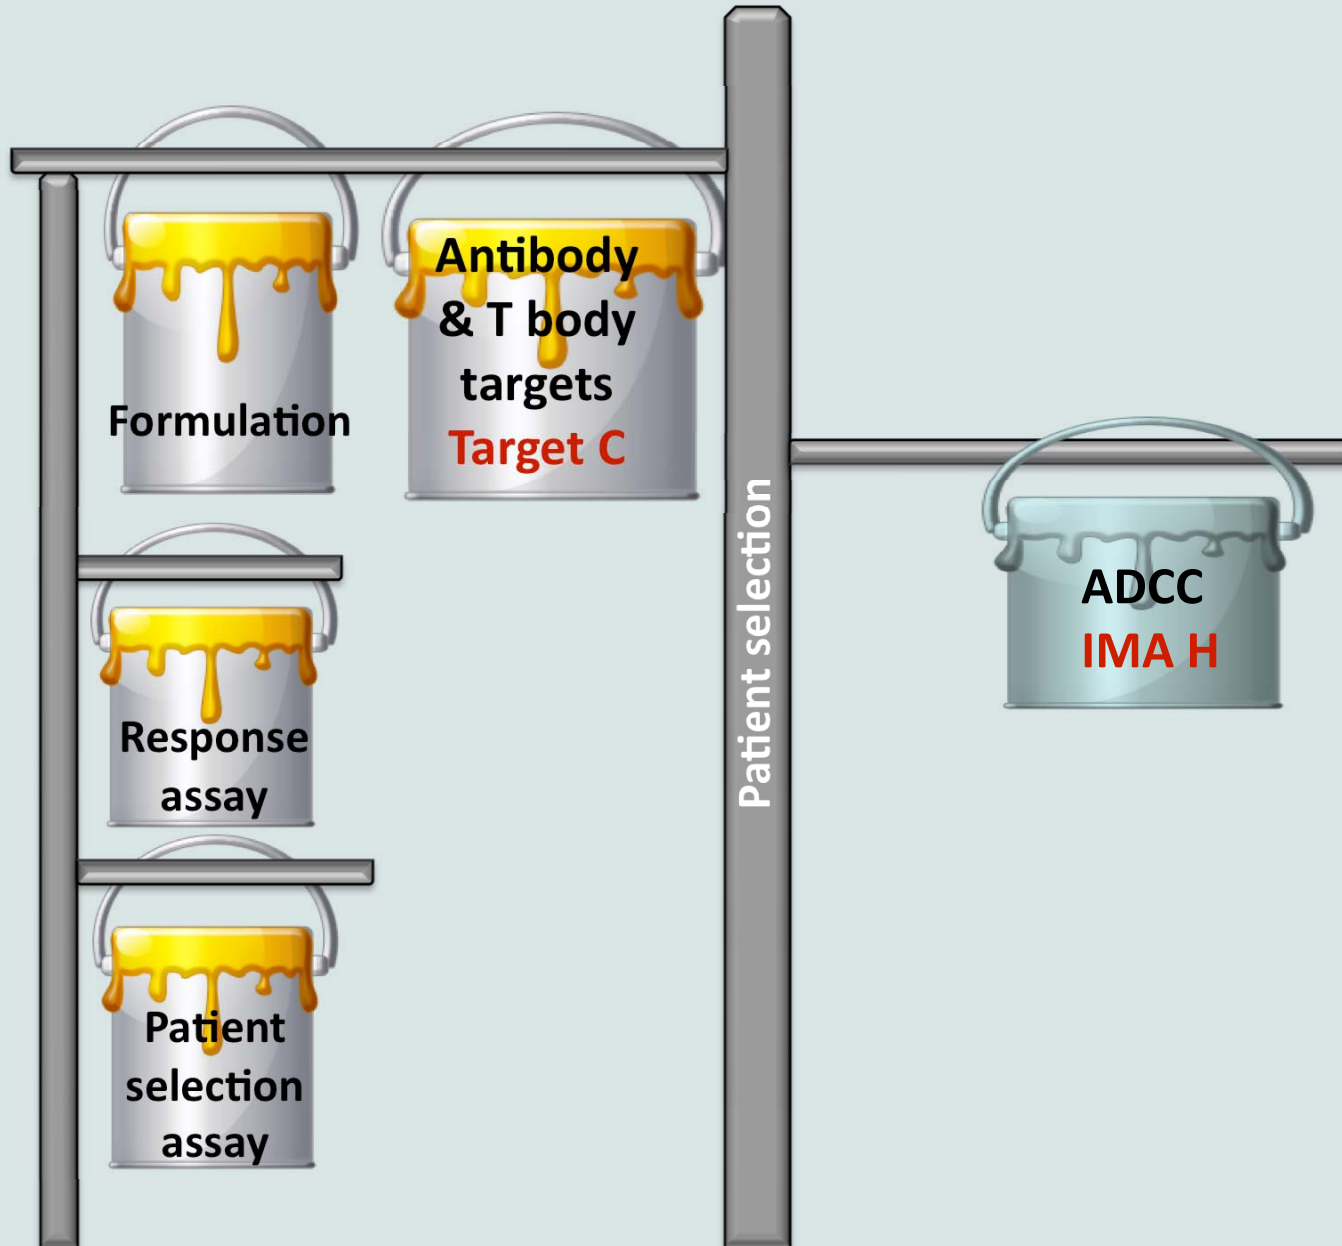 Formulation
Antibody
& T body
targets
Target C
Patient selection
ADCC
IMA H
Response
assay
Patient
selection
assay